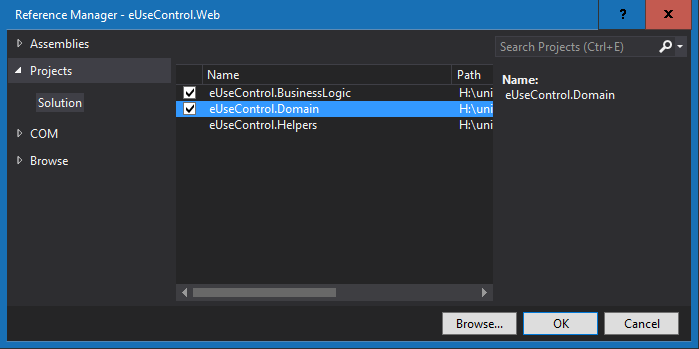 Reference Manager - eUseControl.Web
?
x
Assemblies
Projects
Solution
COM
Browse
Name Path
eUseControl.BusinessLogic H:\uni
eUseControl.Domain H:\uni
eUseControl.Helpers H:\uni
Search Projects (Ctrl+E)
Name:
eUseControl.Domain
Browse... OK Cancel